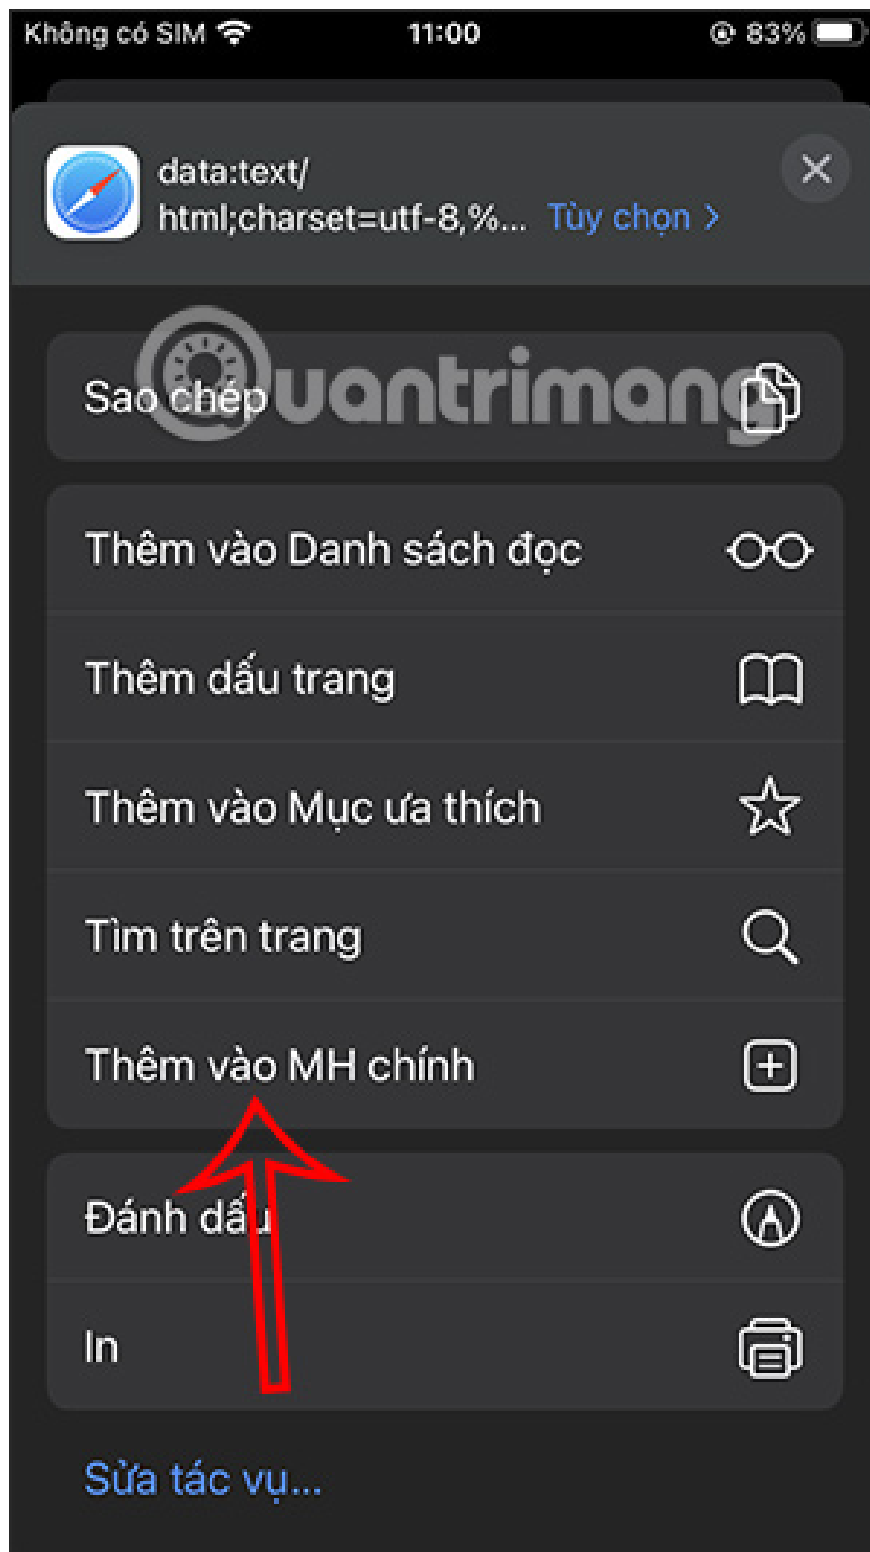 Không có SIM 11:00 83%
data:text/
html;charset=utf-8,%... Tùy chọn >
Quantrimang
Sao chép
Thêm vào Danh sách đọc
Thêm dấu trang
Thêm vào Mục ưa thích
Tìm trên trang
Thêm vào MH chính
Đánh dấu
In
Sửa tác vụ...